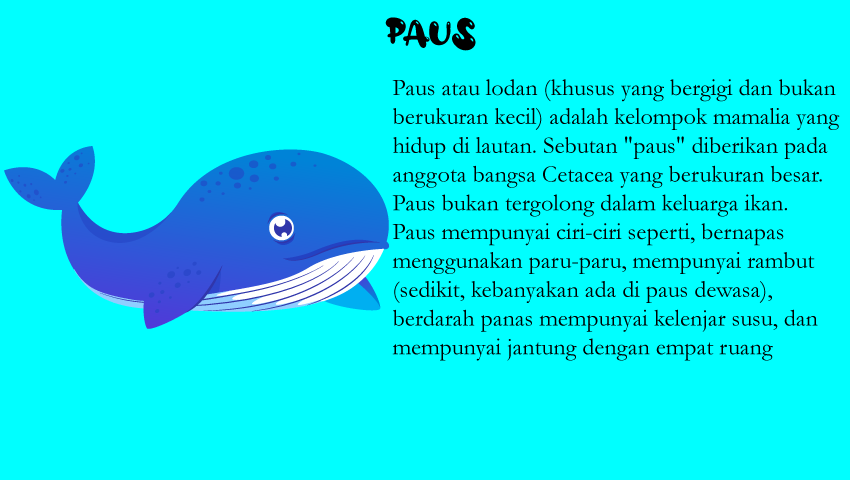 PAUS
Paus atau lodan (khusus yang bergigi dan bukan
berukuran kecil) adalah kelompok mamalia yang
hidup di lautan. Sebutan "paus" diberikan pada
anggota bangsa Cetacea yang berukuran besar.
Paus bukan tergolong dalam keluarga ikan.
Paus mempunyai ciri-ciri seperti, bernapas
menggunakan paru-paru, mempunyai rambut
(sedikit, kebanyakan ada di paus dewasa),
berdarah panas mempunyai kelenjar susu, dan
mempunyai jantung dengan empat ruang